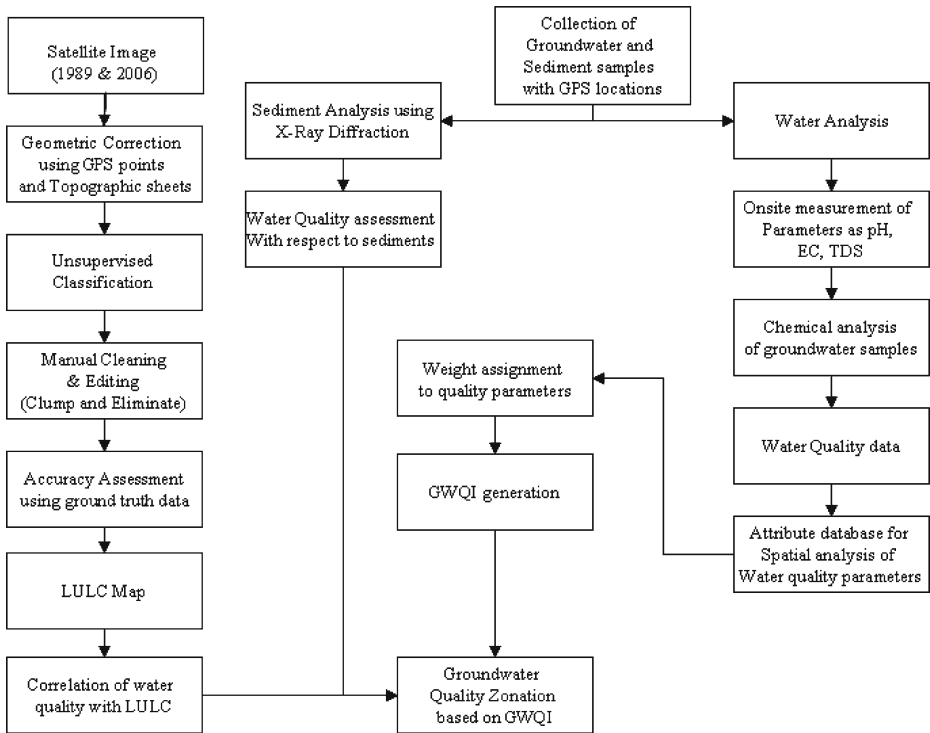 Satellite Image
(1989 & 2006)
Geometric Correction
using GPS points
and Topographic sheets
Unsupervised
Classification
Manual Cleaning
& Editing
(Clump and Eliminate)
Accuracy Assessment
using ground truth data
LULC Map
Correlation of water
quality with LULC
Collection of
Groundwater and
Sediment samples
with GPS locations
Sediment Analysis using
X-Ray Diffraction
Water Quality assessment
With respect to sediments
Water Analysis
Onsite measurement of
Parameters as pH,
EC, TDS
Chemical analysis
of groundwater samples
Water Quality data
Attribute database for
Spatial analysis of
Water quality parameters
Weight assignment
to quality parameters
GWQI generation
Groundwater
Quality Zonation
based on GWQI